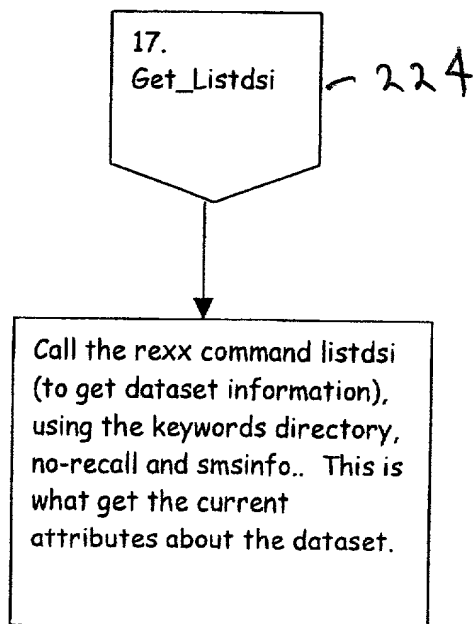 17.
Get_Listdsi
224
Call the rexx command listdsi
(to get dataset information),
using the keywords directory,
no-recall and smsinfo.. This is
what get the current
attributes about the dataset.